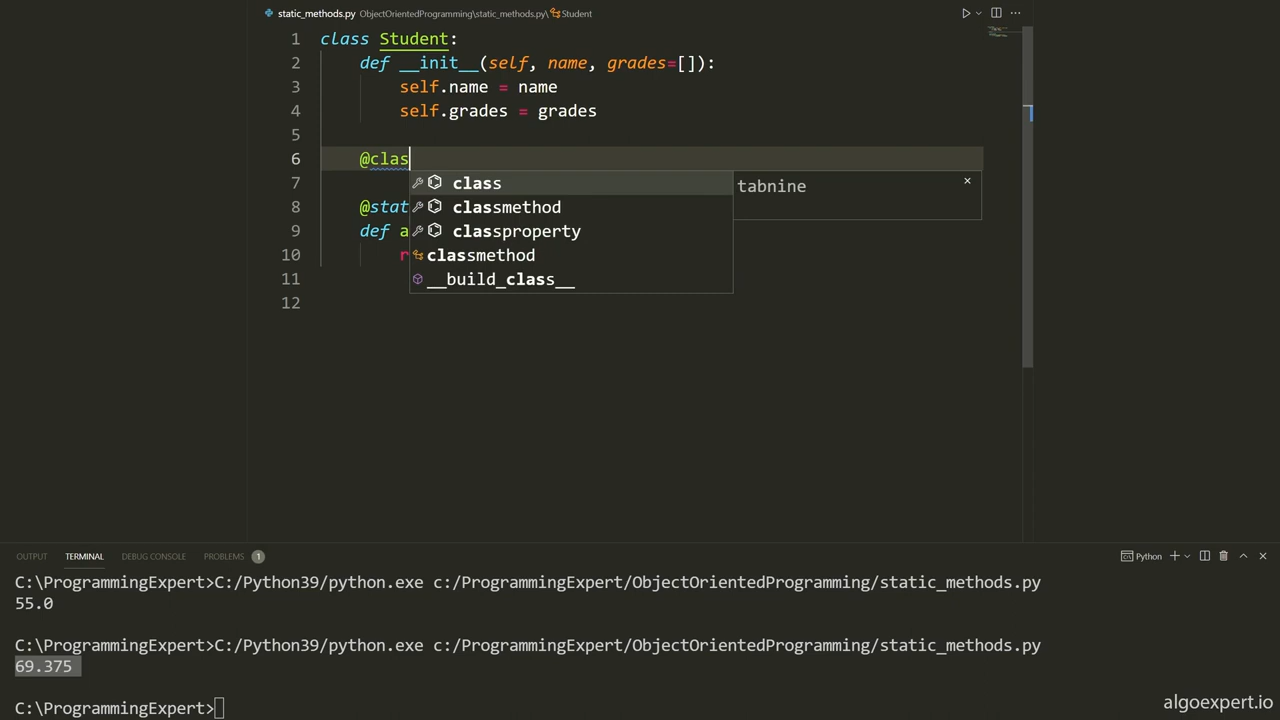 static_methods.py ObjectOrientedProgramming\static_methods.py\Student
1 class Student:
2 def __init__(self, name, grades=[]):
3 self.name = name
4 self.grades = grades
5
6 @clas
class
tabnine
7
classmethod
8 @stat
classproperty
9 def a
classmethod
10 r
__build_class__
11
12
OUTPUT TERMINAL DEBUG CONSOLE PROBLEMS 1 Python
C:\ProgrammingExpert>C:/Python39/python.exe c:/ProgrammingExpert/ObjectOrientedProgramming/static_methods.py
55.0
C:\ProgrammingExpert>C:/Python39/python.exe c:/ProgrammingExpert/ObjectOrientedProgramming/static_methods.py
69.375
C:\ProgrammingExpert>
algoexpert.io